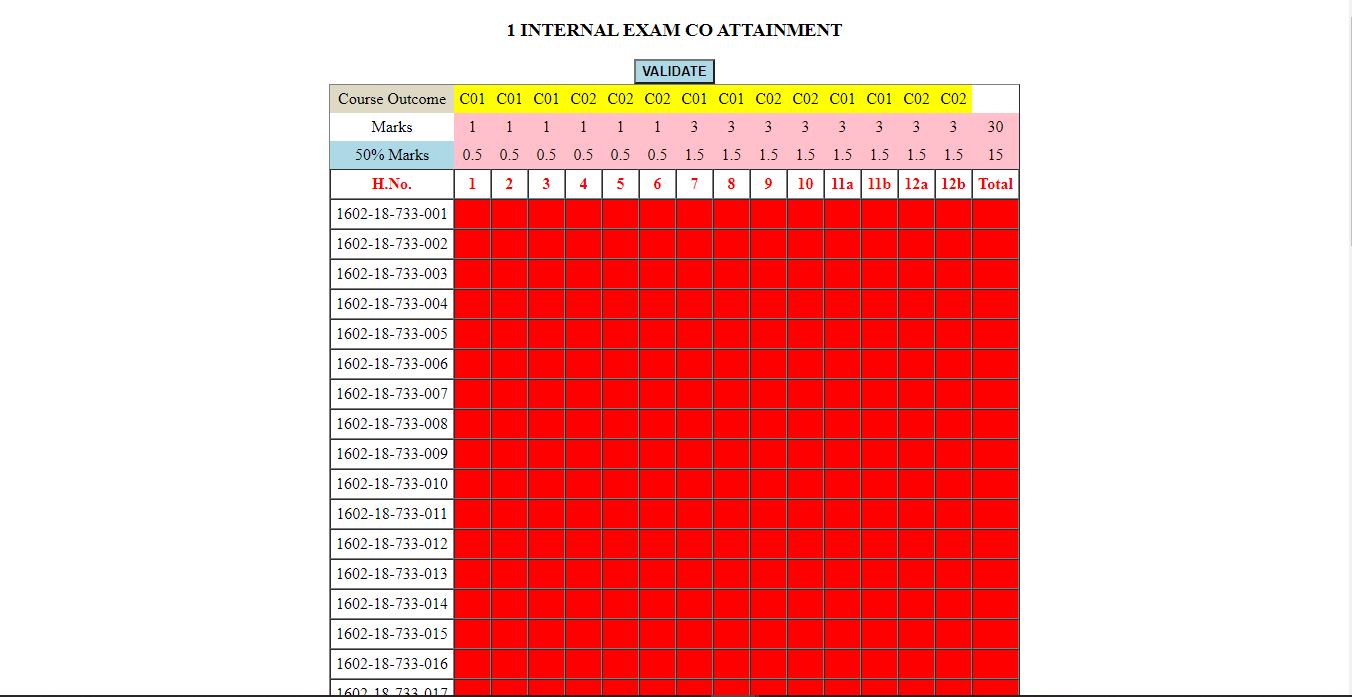 1 INTERNAL EXAM CO ATTAINMENT
VALIDATE
Course Outcome C01 C01 C01 C02 C02 C02 C01 C01 C02 C02 C01 C01 C02 C02
Marks 1 1 1 1 1 1 3 3 3 3 3 3 3 3 30
50% Marks 0.5 0.5 0.5 0.5 0.5 0.5 1.5 1.5 1.5 1.5 1.5 1.5 1.5 1.5 15
H.No. 1 2 3 4 5 6 7 8 9 10 11a 11b 12a 12b Total
1602-18-733-001
1602-18-733-002
1602-18-733-003
1602-18-733-004
1602-18-733-005
1602-18-733-006
1602-18-733-007
1602-18-733-008
1602-18-733-009
1602-18-733-010
1602-18-733-011
1602-18-733-012
1602-18-733-013
1602-18-733-014
1602-18-733-015
1602-18-733-016
1602-18-733-017